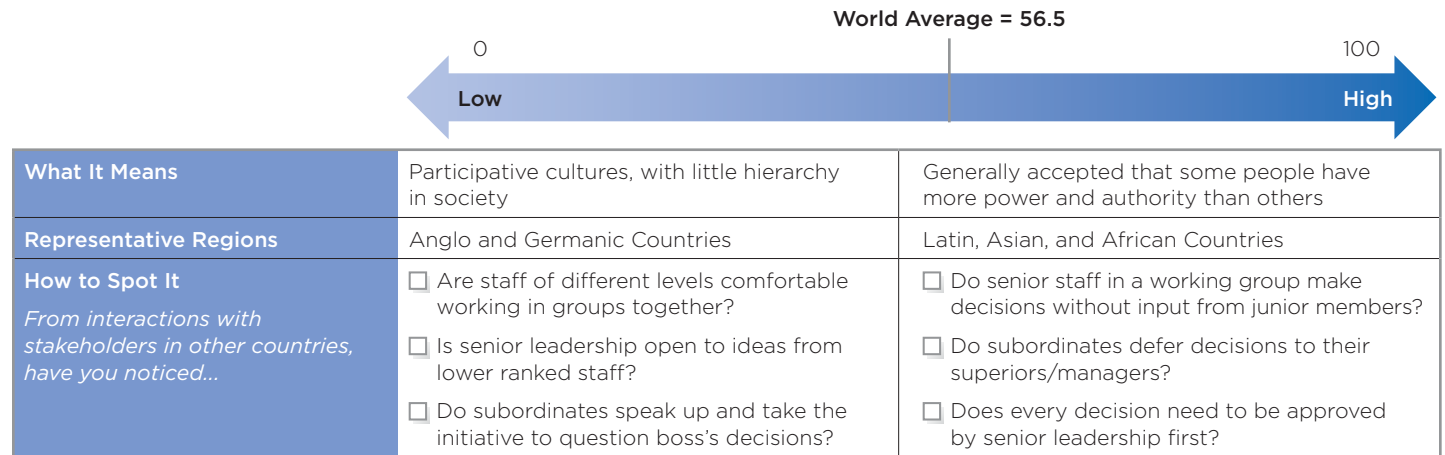 World Average = 56.5
0
100
Low
High
What It Means
Participative cultures, with little hierarchy
in society
Generally accepted that some people have
more power and authority than others
Representative Regions
Anglo and Germanic Countries
Latin, Asian, and African Countries
How to Spot It
From interactions with
stakeholders in other countries,
have you noticed...
Are staff of different levels comfortable
working in groups together?
Is senior leadership open to ideas from
lower ranked staff?
Do subordinates speak up and take the
initiative to question boss’s decisions?
Do senior staff in a working group make
decisions without input from junior members?
Do subordinates defer decisions to their
superiors/managers?
Does every decision need to be approved
by senior leadership first?